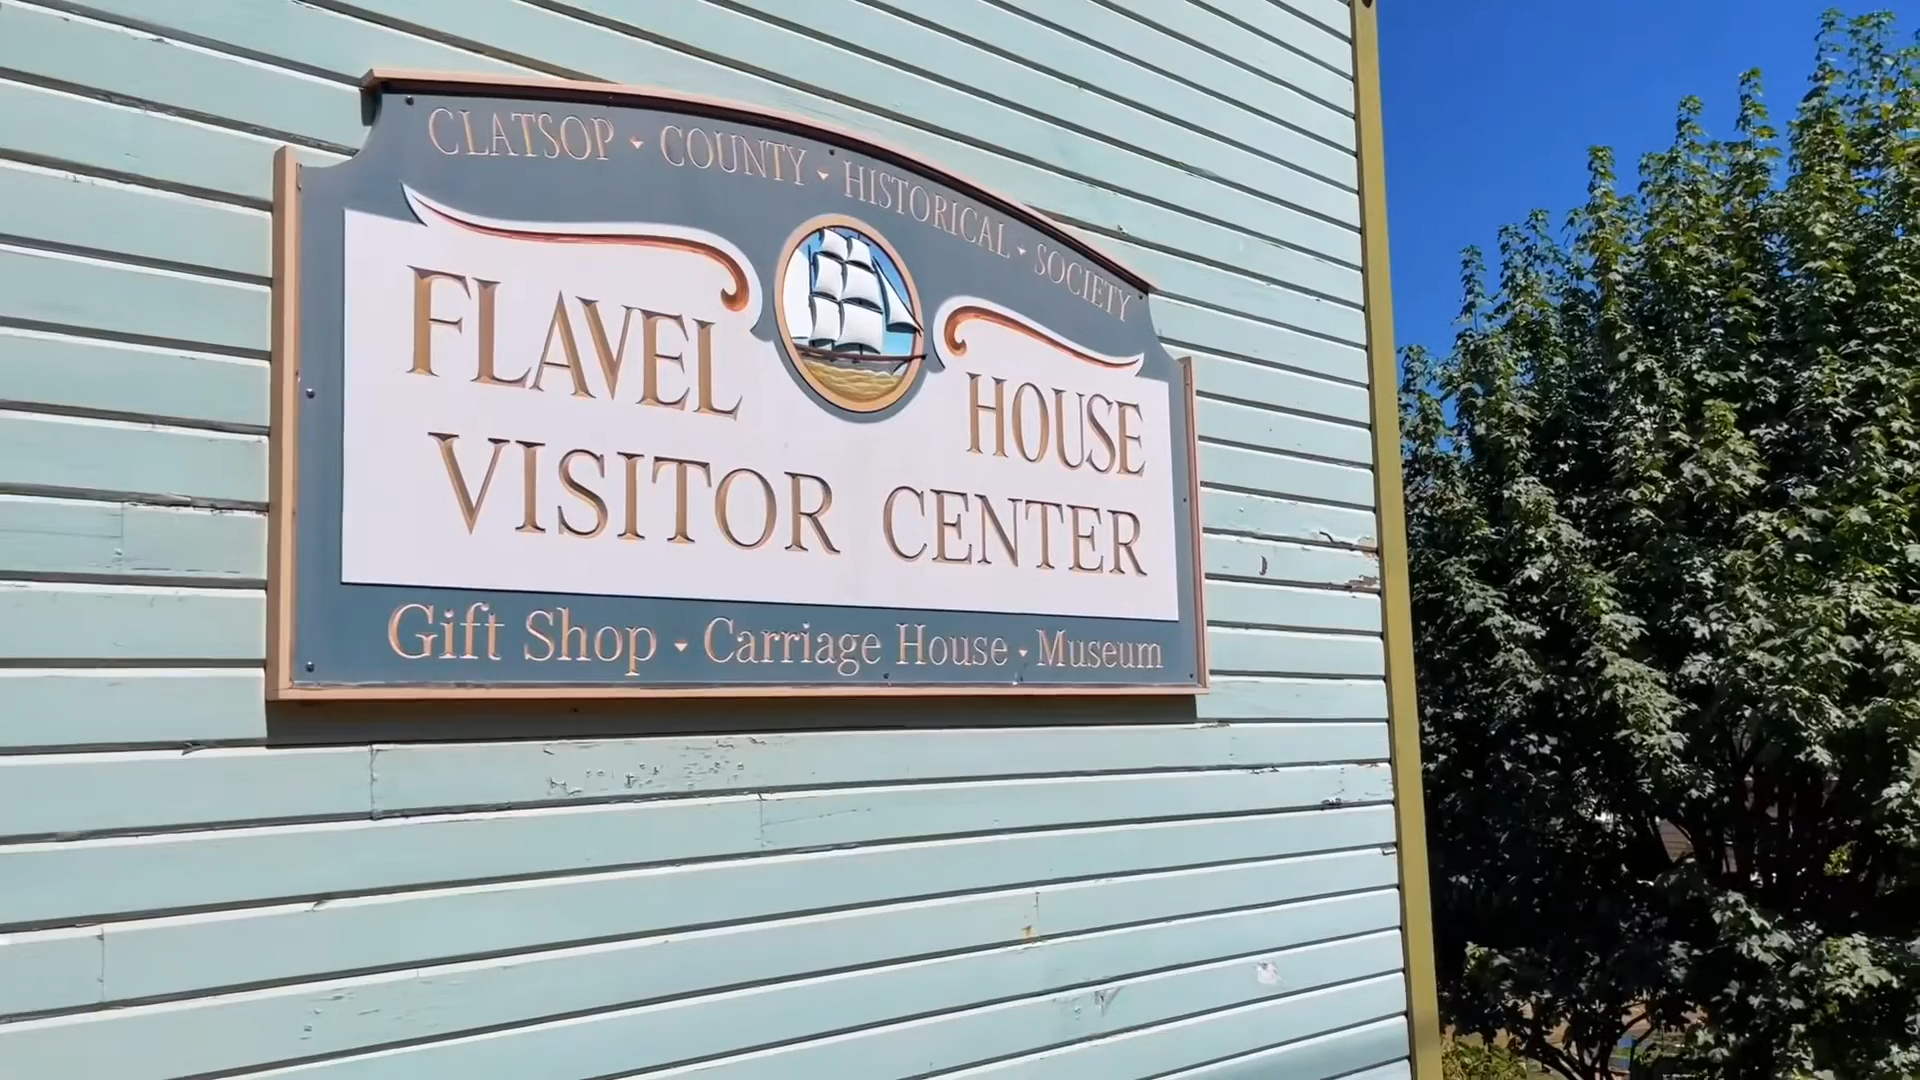 CLATSOP · COUNTY · HISTORICAL · SOCIETY
FLAVEL HOUSE
VISITOR CENTER
Gift Shop · Carriage House · Museum